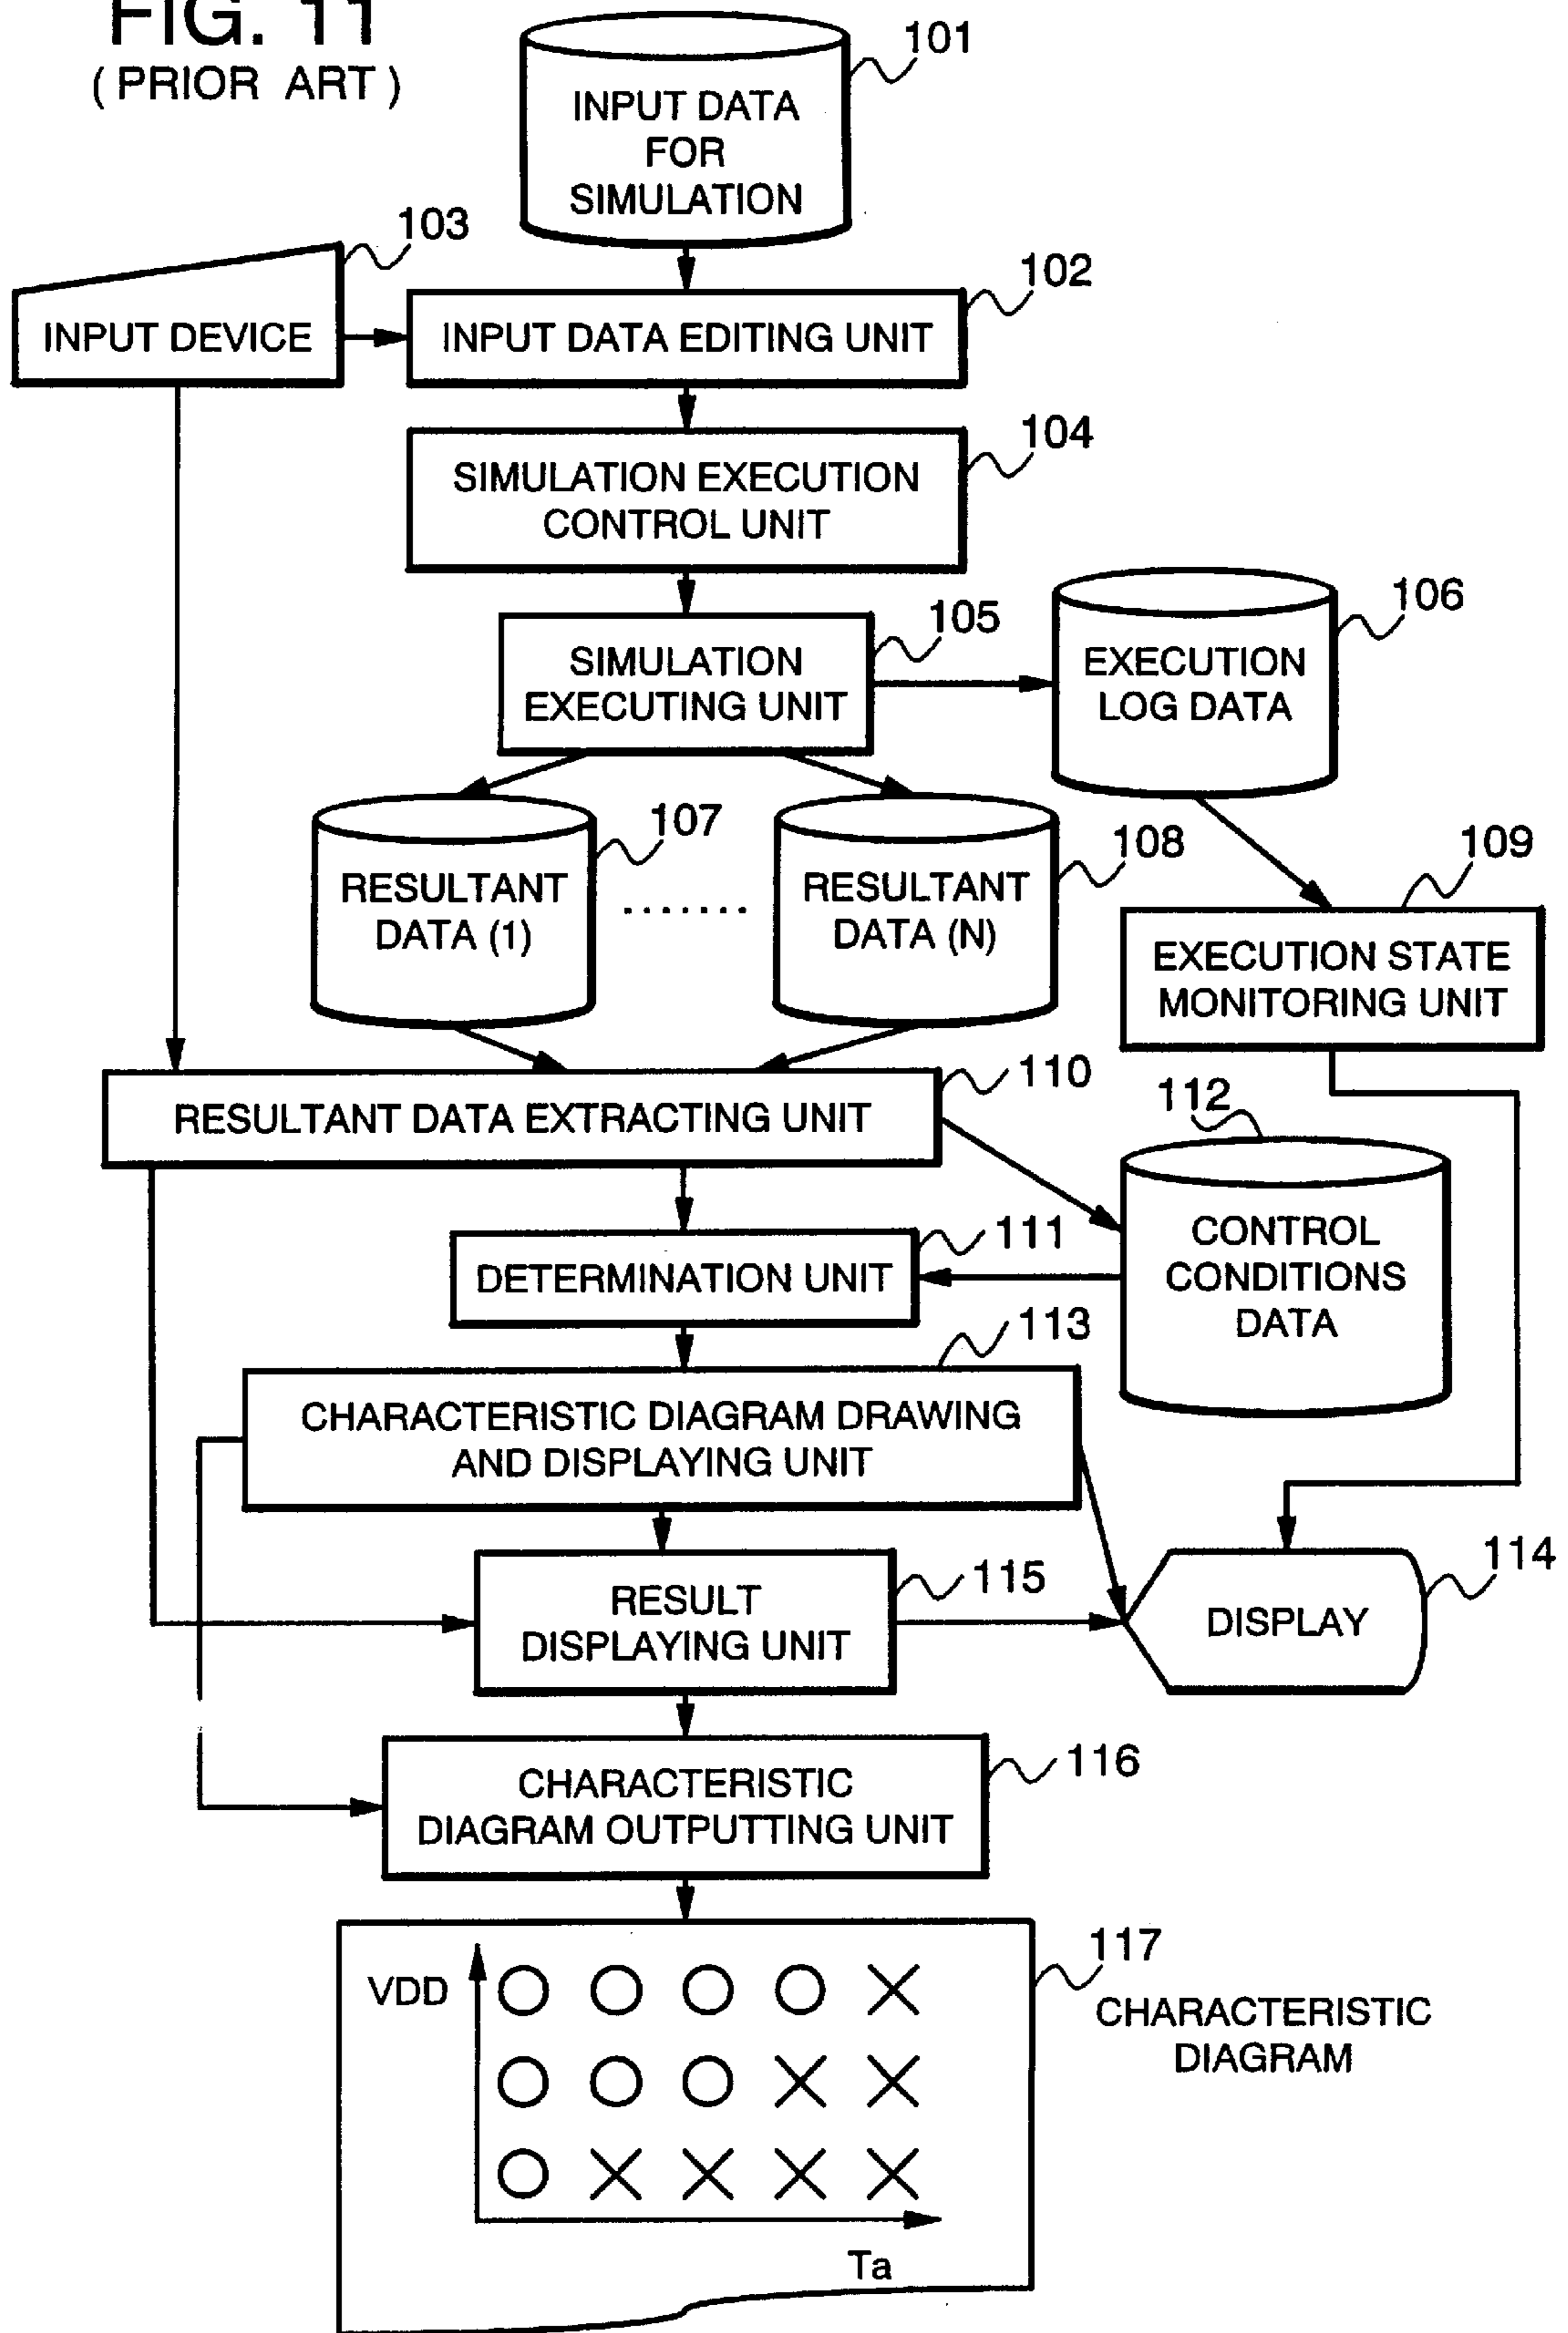 FIG. 11
( PRIOR ART )
101
INPUT DATA
FOR
SIMULATION
103
INPUT DEVICE
102
INPUT DATA EDITING UNIT
104
SIMULATION EXECUTION
CONTROL UNIT
105
SIMULATION
EXECUTING UNIT
106
EXECUTION
LOG DATA
107
RESULTANT
DATA (1)
.......
108
RESULTANT
DATA (N)
109
EXECUTION STATE
MONITORING UNIT
110
RESULTANT DATA EXTRACTING UNIT
112
CONTROL
CONDITIONS
DATA
111
DETERMINATION UNIT
113
CHARACTERISTIC DIAGRAM DRAWING
AND DISPLAYING UNIT
115
RESULT
DISPLAYING UNIT
114
DISPLAY
116
CHARACTERISTIC
DIAGRAM OUTPUTTING UNIT
117
CHARACTERISTIC
DIAGRAM
VDD
Ta